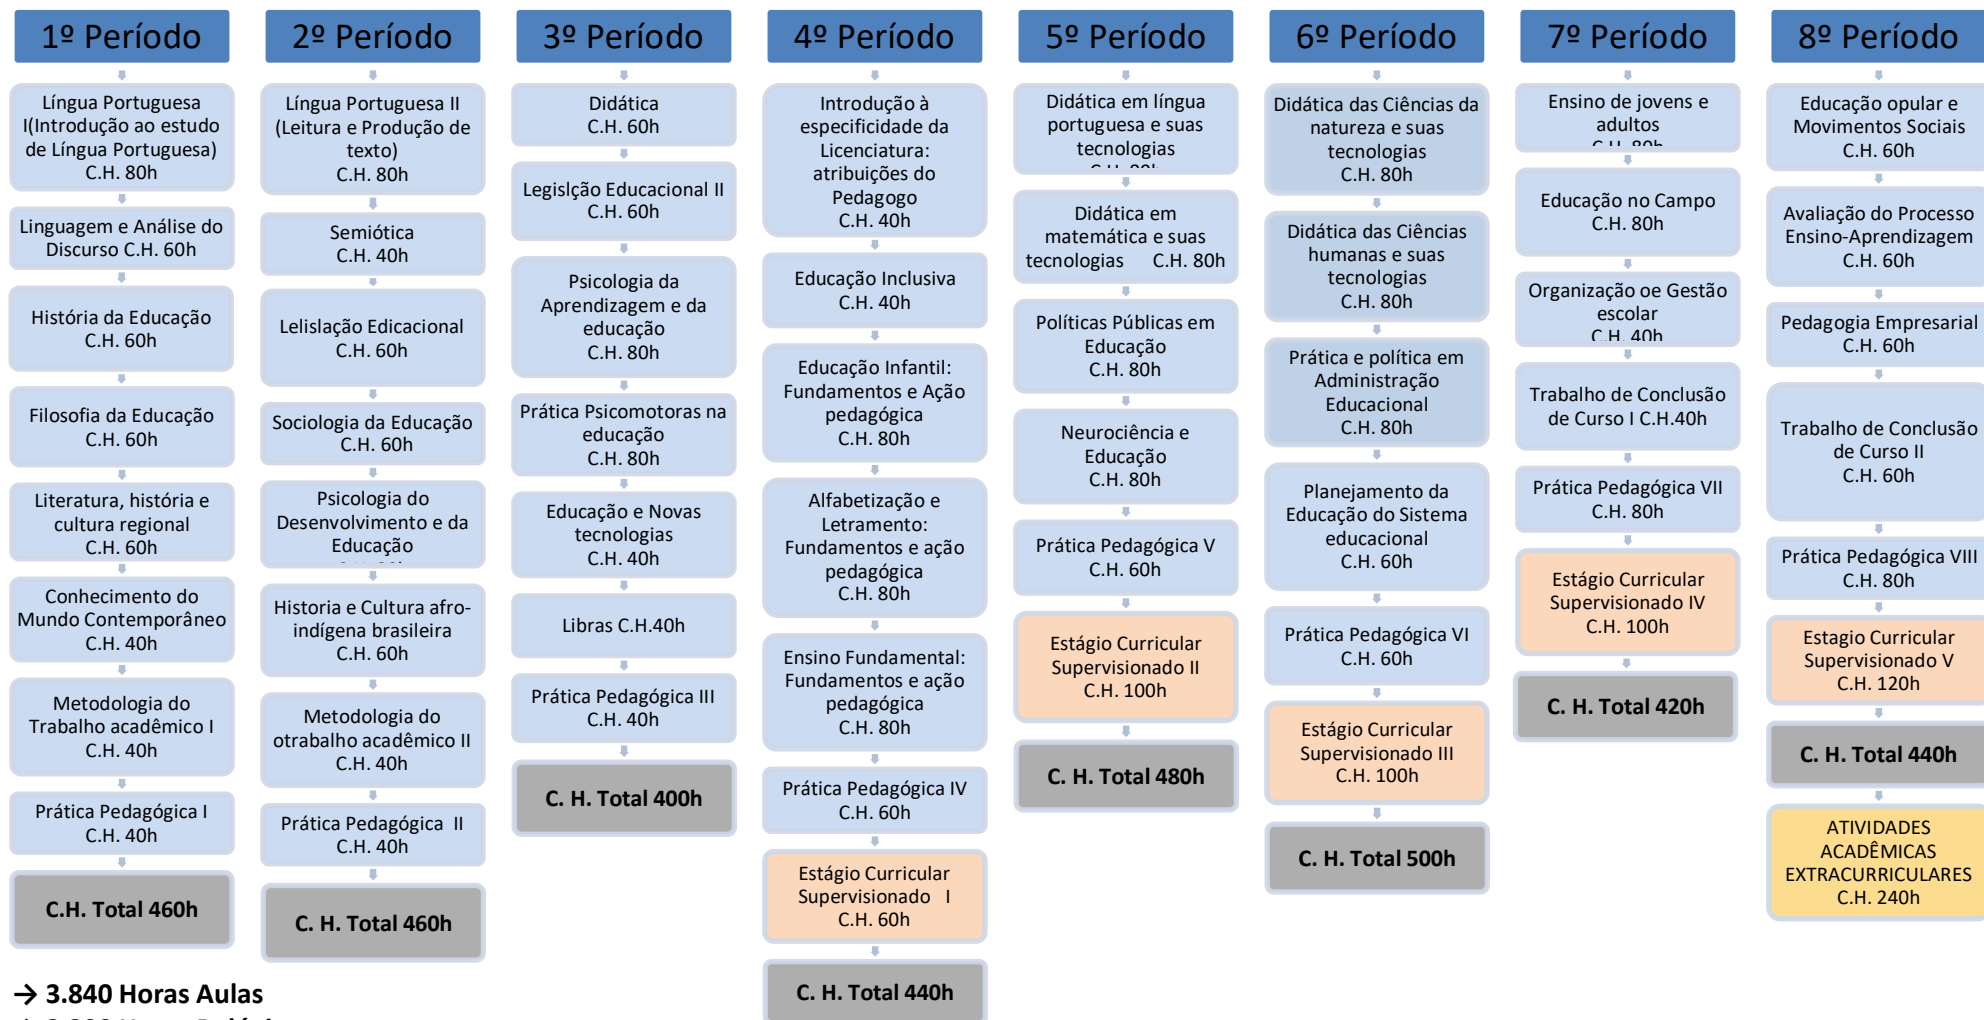 1º Período
Língua Portuguesa
I(Introdução ao estudo
de Língua Portuguesa)
C.H. 80h
Linguagem e Análise do
Discurso C.H. 60h
História da Educação
C.H. 60h
Filosofia da Educação
C.H. 60h
Literatura, história e
cultura regional
C.H. 60h
Conhecimento do
Mundo Contemporâneo
C.H. 40h
Metodologia do
Trabalho acadêmico I
C.H. 40h
Prática Pedagógica I
C.H. 40h
C.H. Total 460h
2º Período
Língua Portuguesa II
(Leitura e Produção de
texto)
C.H. 80h
Semiótica
C.H. 40h
Lelislação Edicacional
C.H. 60h
Sociologia da Educação
C.H. 60h
Psicologia do
Desenvolvimento e da
Educação
Historia e Cultura afro-
indígena brasileira
C.H. 60h
Metodologia do
otrabalho acadêmico II
C.H. 40h
Prática Pedagógica II
C.H. 40h
C. H. Total 460h
3º Período
Didática
C.H. 60h
Legislção Educacional II
C.H. 60h
Psicologia da
Aprendizagem e da
educação
C.H. 80h
Prática Psicomotoras na
educação
C.H. 80h
Educação e Novas
tecnologias
C.H. 40h
Libras C.H.40h
Prática Pedagógica III
C.H. 40h
C. H. Total 400h
4º Período
Introdução à
especificidade da
Licenciatura:
atribuições do
Pedagogo
C.H. 40h
Educação Inclusiva
C.H. 40h
Educação Infantil:
Fundamentos e Ação
pedagógica
C.H. 80h
Alfabetização e
Letramento:
Fundamentos e ação
pedagógica
C.H. 80h
Ensino Fundamental:
Fundamentos e ação
pedagógica
C.H. 80h
Prática Pedagógica IV
C.H. 60h
Estágio Curricular
Supervisionado I
C.H. 60h
C. H. Total 440h
5º Período
Didática em língua
portuguesa e suas
tecnologias
C.H. 80h
Didática em
matemática e suas
tecnologias C.H. 80h
Políticas Públicas em
Educação
C.H. 80h
Neurociência e
Educação
C.H. 80h
Prática Pedagógica V
C.H. 60h
Estágio Curricular
Supervisionado II
C.H. 100h
C. H. Total 480h
6º Período
Didática das Ciências da
natureza e suas
tecnologias
C.H. 80h
Didática das Ciências
humanas e suas
tecnologias
C.H. 80h
Prática e política em
Administração
Educacional
C.H. 80h
Planejamento da
Educação do Sistema
educacional
C.H. 60h
Prática Pedagógica VI
C.H. 60h
Estágio Curricular
Supervisionado III
C.H. 100h
C. H. Total 500h
7º Período
Ensino de jovens e
adultos
C.H. 80h
Educação no Campo
C.H. 80h
Organização oe Gestão
escolar
C.H. 40h
Trabalho de Conclusão
de Curso I C.H.40h
Prática Pedagógica VII
C.H. 80h
Estágio Curricular
Supervisionado IV
C.H. 100h
C. H. Total 420h
8º Período
Educação opular e
Movimentos Sociais
C.H. 60h
Avaliação do Processo
Ensino-Aprendizagem
C.H. 60h
Pedagogia Empresarial
C.H. 60h
Trabalho de Conclusão
de Curso II
C.H. 60h
Prática Pedagógica VIII
C.H. 80h
Estagio Curricular
Supervisionado V
C.H. 120h
C. H. Total 440h
ATIVIDADES
ACADÊMICAS
EXTRACURRICULARES
C.H. 240h
→ 3.840 Horas Aulas